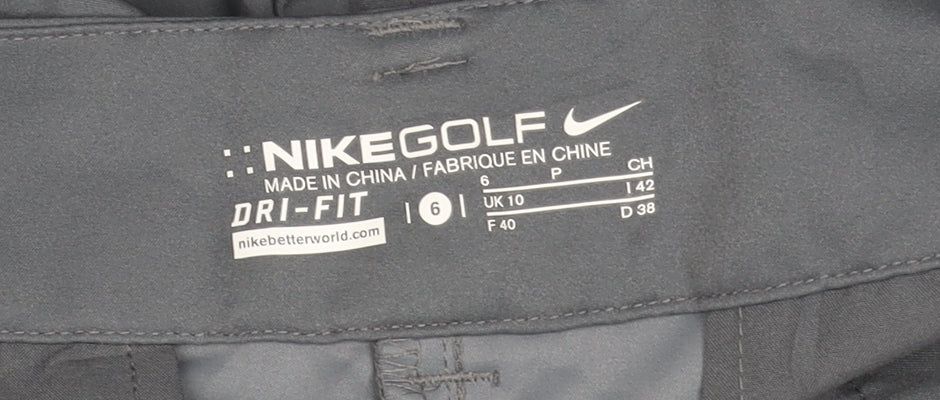 NIKEGOLF
MADE IN CHINA / FABRIQUE EN CHINE
DRI-FIT
nikebetterworld.com
| 6 |
6 P CH
UK 10 I 42
F 40 D 38